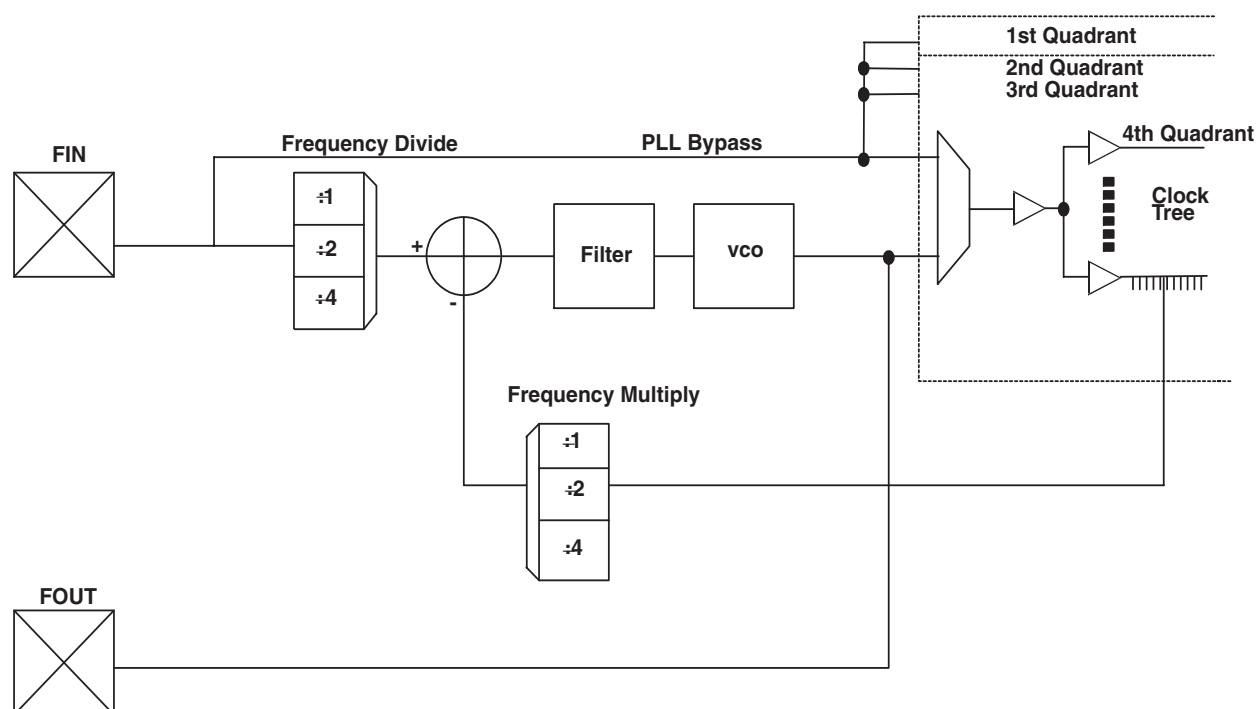 1st Quadrant
2nd Quadrant
3rd Quadrant
4th Quadrant
FIN
Frequency Divide
PLL Bypass
÷1
÷2
÷4
+
-
Filter
vco
Clock
Tree
Frequency Multiply
÷1
÷2
÷4
FOUT